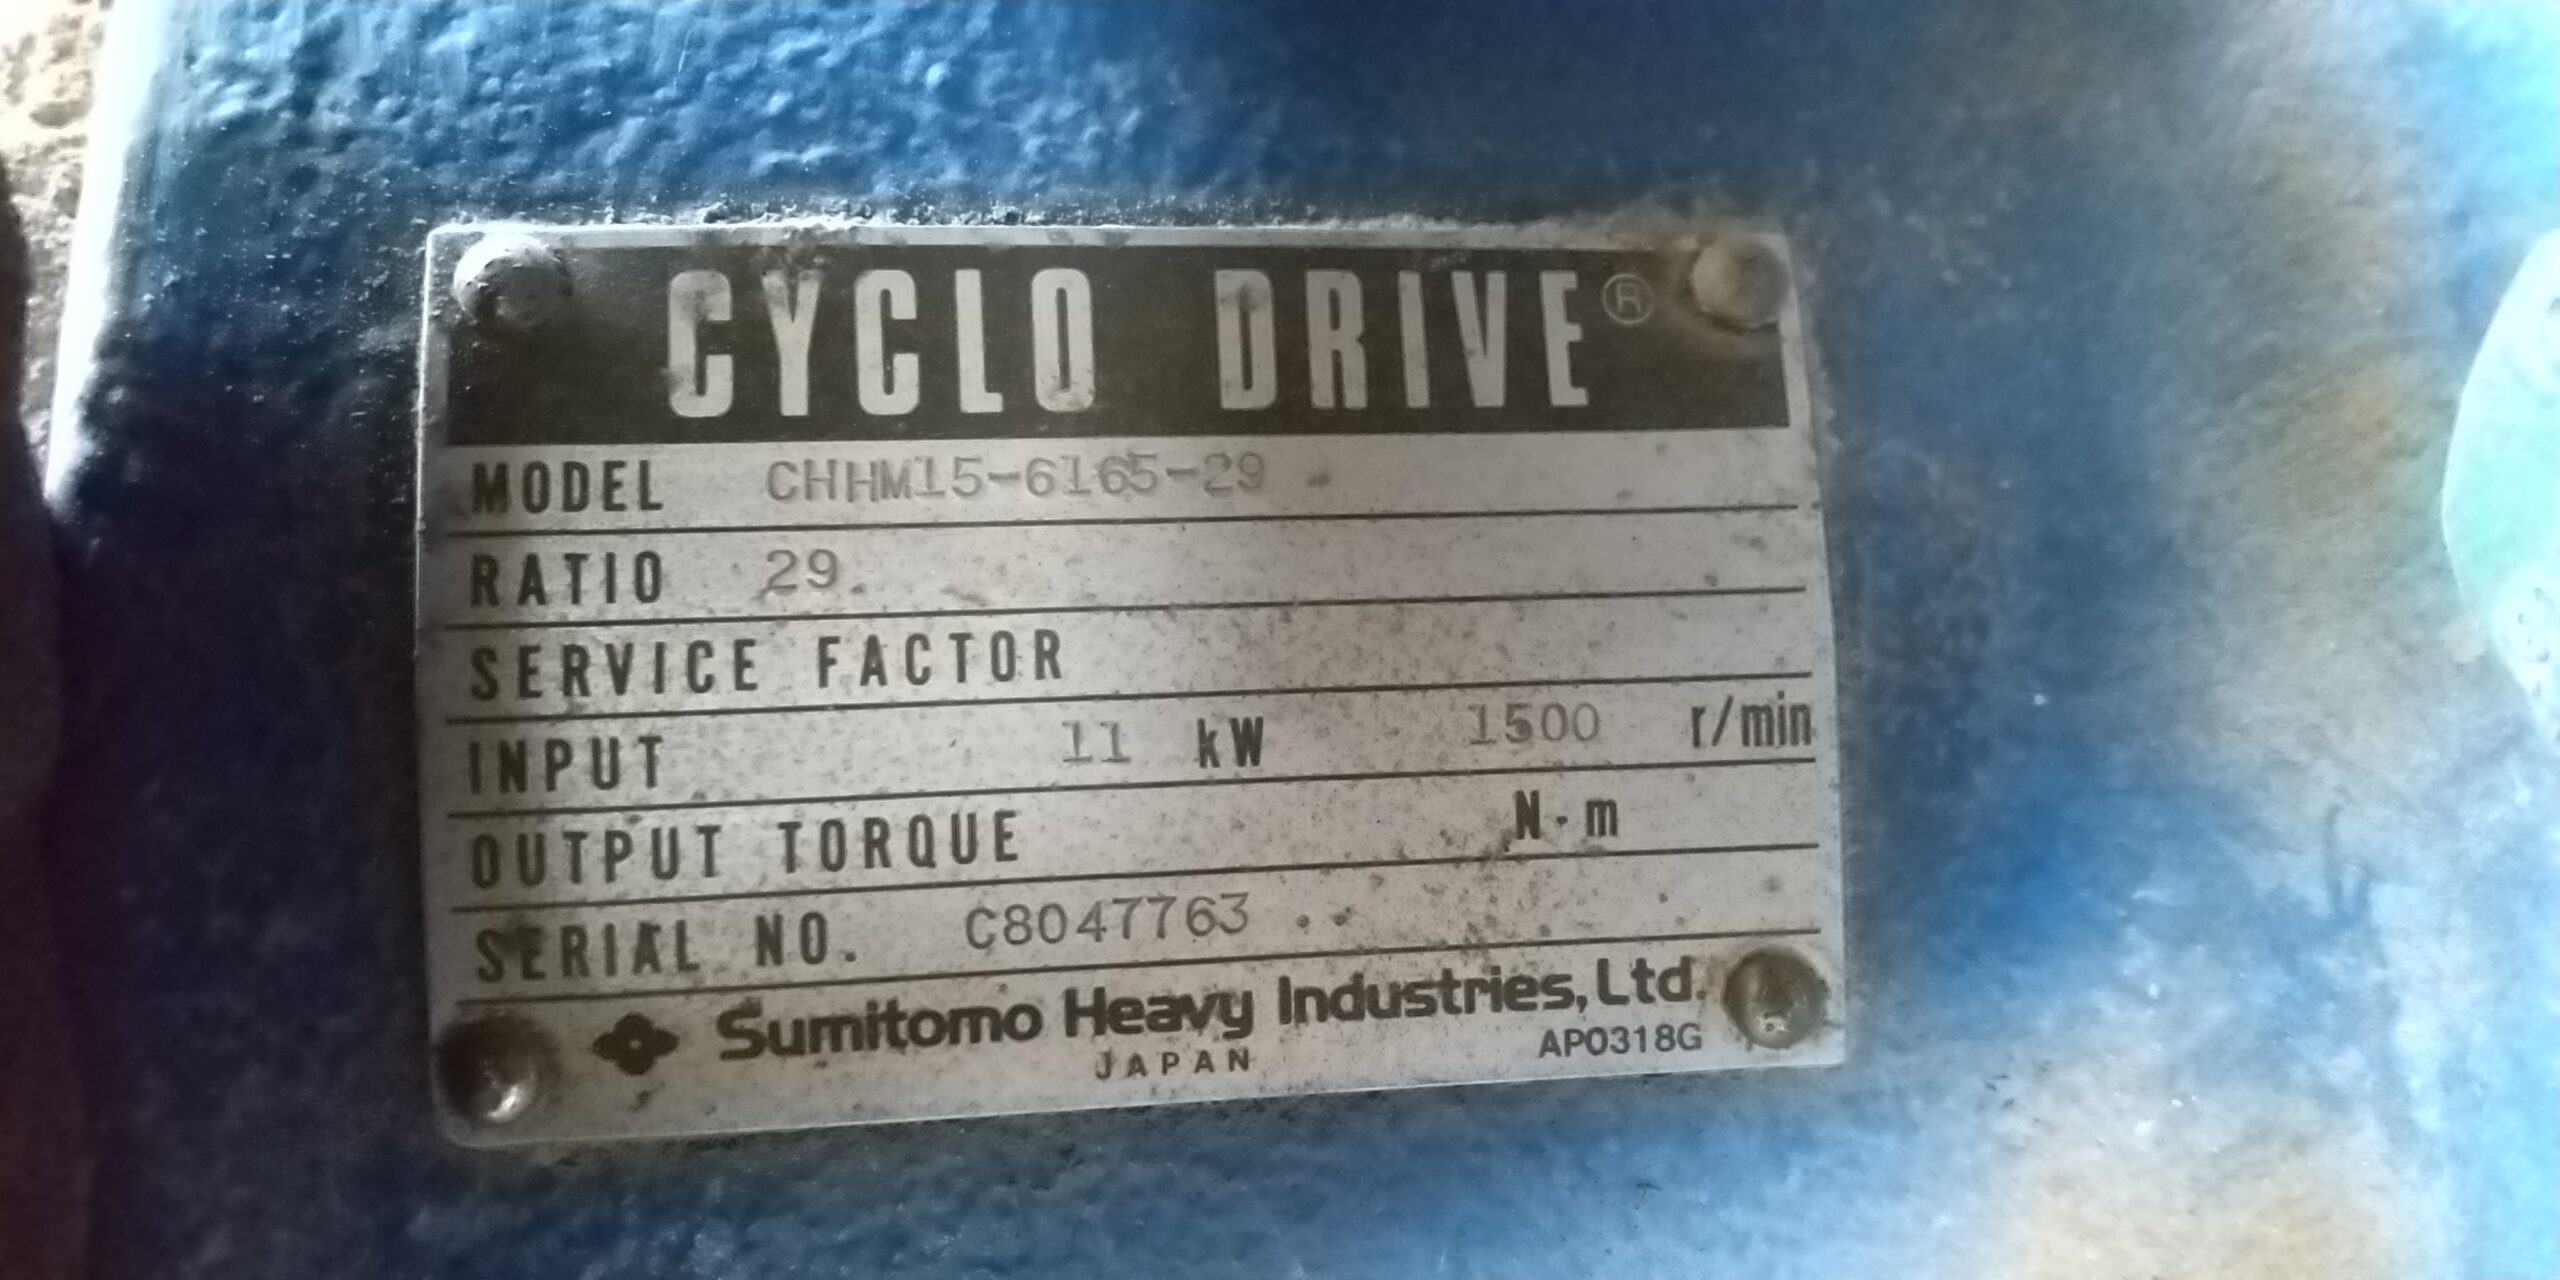 CYCLO DRIVE®
MODEL CHHM15-6165-29
RATIO 29
SERVICE FACTOR
INPUT 11 kW 1500 r/min
OUTPUT TORQUE N·m
SERIAL NO. C8047763
Sumitomo Heavy Industries, Ltd.
JAPAN AP0318G